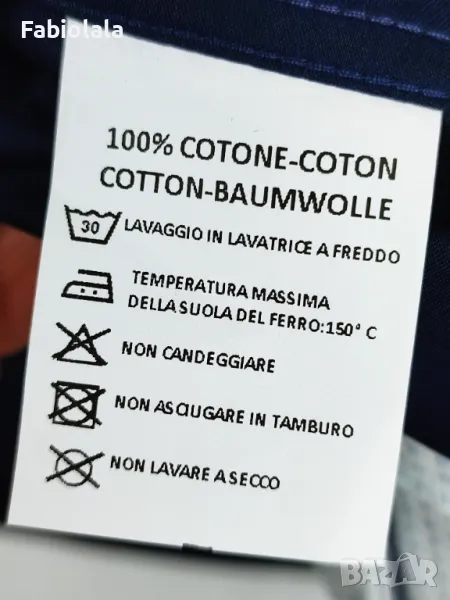 Fabiolala
100% COTONE-COTON
COTTON-BAUMWOLLE
30 LAVAGGIO IN LAVATRICE A FREDDO
TEMPERATURA MASSIMA
DELLA SUOLA DEL FERRO:150° C
NON CANDEGGIARE
NON ASCIUGARE IN TAMBURO
NON LAVARE A SECCO
BAZAR